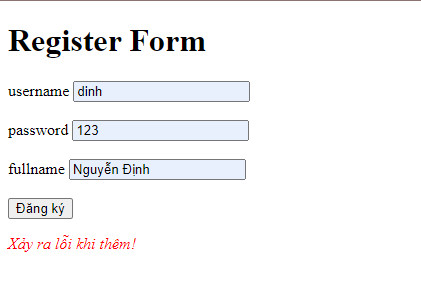 Register Form
username dinh
password 123
fullname Nguyễn Định
Đăng ký
Xảy ra lỗi khi thêm!